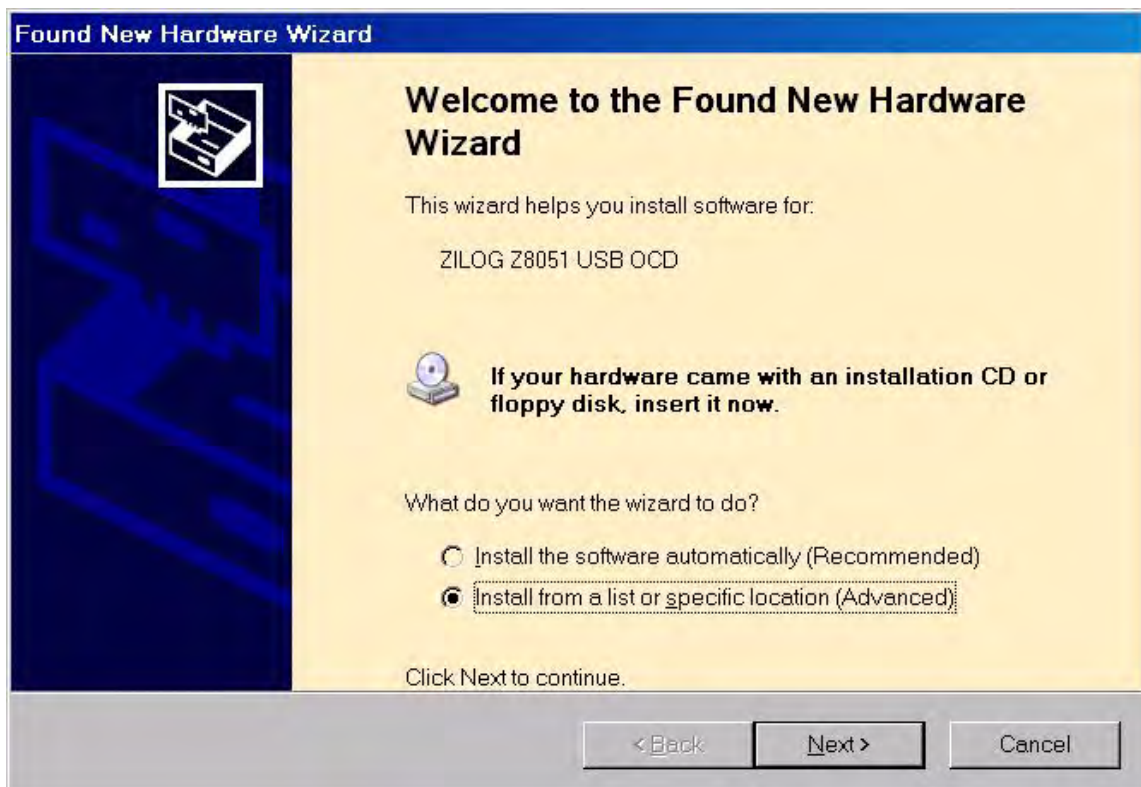 Found New Hardware Wizard
Welcome to the Found New Hardware
Wizard
This wizard helps you install software for:
ZILOG Z8051 USB OCD
If your hardware came with an installation CD or
floppy disk, insert it now.
What do you want the wizard to do?
Install the software automatically (Recommended)
Install from a list or specific location (Advanced)
Click Next to continue.
< Back
Next >
Cancel